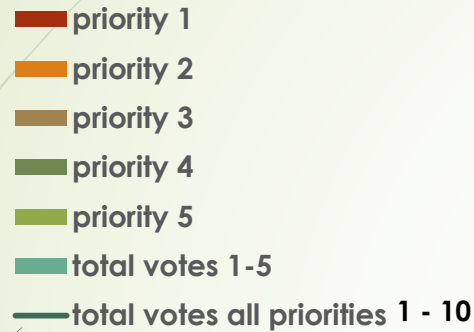 priority 1
priority 2
priority 3
priority 4
priority 5
total votes 1-5
total votes all priorities 1 - 10